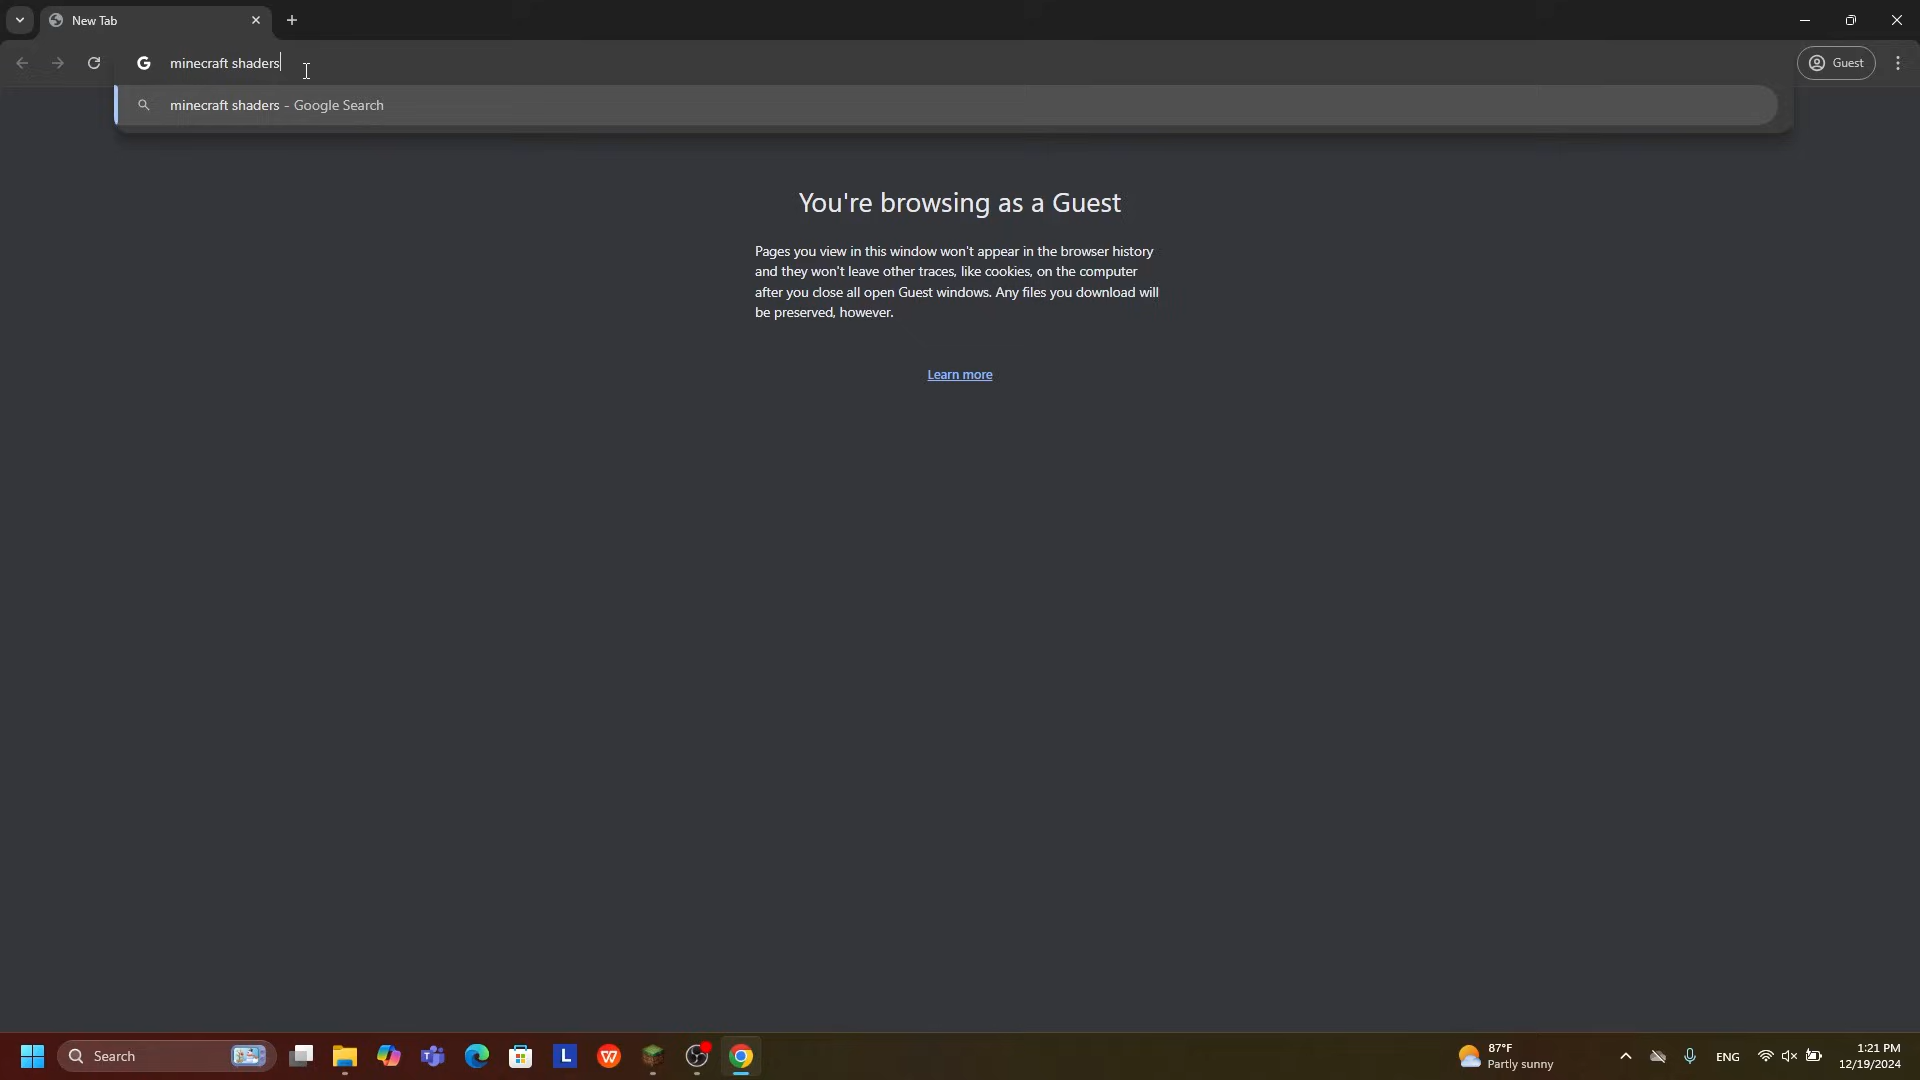 New Tab
minecraft shaders
Guest
minecraft shaders - Google Search
You're browsing as a Guest
Pages you view in this window won't appear in the browser history
and they won't leave other traces, like cookies, on the computer
after you close all open Guest windows. Any files you download will
be preserved, however.
Learn more
Search
L
W
87°F
Partly sunny
ENG
1:21 PM
12/19/2024